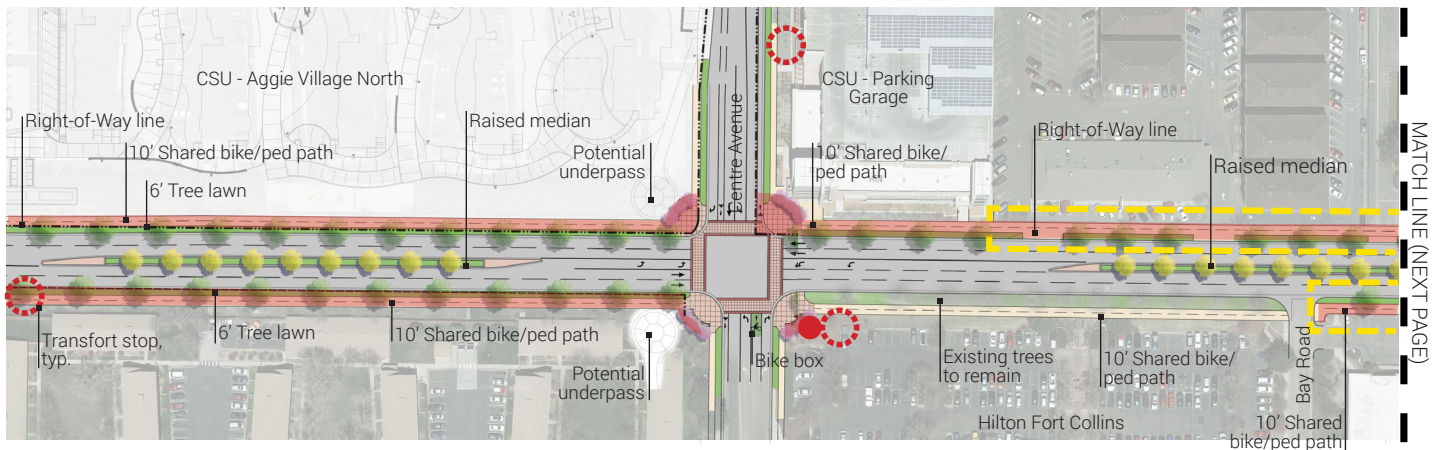 CSU - Aggie Village North
CSU - Parking
Garage
Centre Avenue
Right-of-Way line
10' Shared bike/ped path
6' Tree lawn
Raised median
Potential
underpass
10' Shared bike/
ped path
Right-of-Way line
Raised median
MATCH LINE (NEXT PAGE)
Transfort stop,
typ.
6' Tree lawn
10' Shared bike/ped path
Potential
underpass
Bike box
Existing trees
to remain
10' Shared bike/
ped path
Bay Road
Hilton Fort Collins
10' Shared
bike/ped path